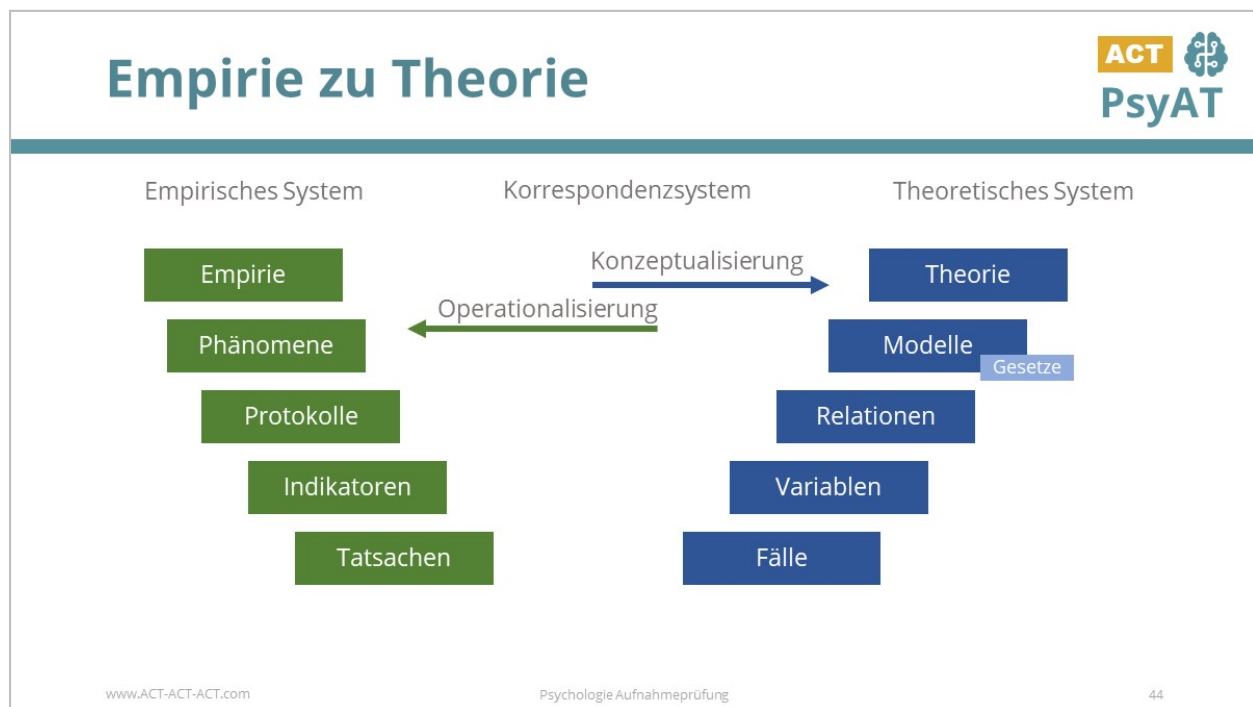 Empirie zu Theorie
ACT
PsyAT
Empirisches System
Korrespondenzsystem
Theoretisches System
Empirie
Konzeptualisierung
Theorie
Operationalisierung
Phänomene
Modelle
Gesetze
Protokolle
Relationen
Indikatoren
Variablen
Tatsachen
Fälle
www.ACT-ACT-ACT.com
Psychologie Aufnahmeprüfung
44